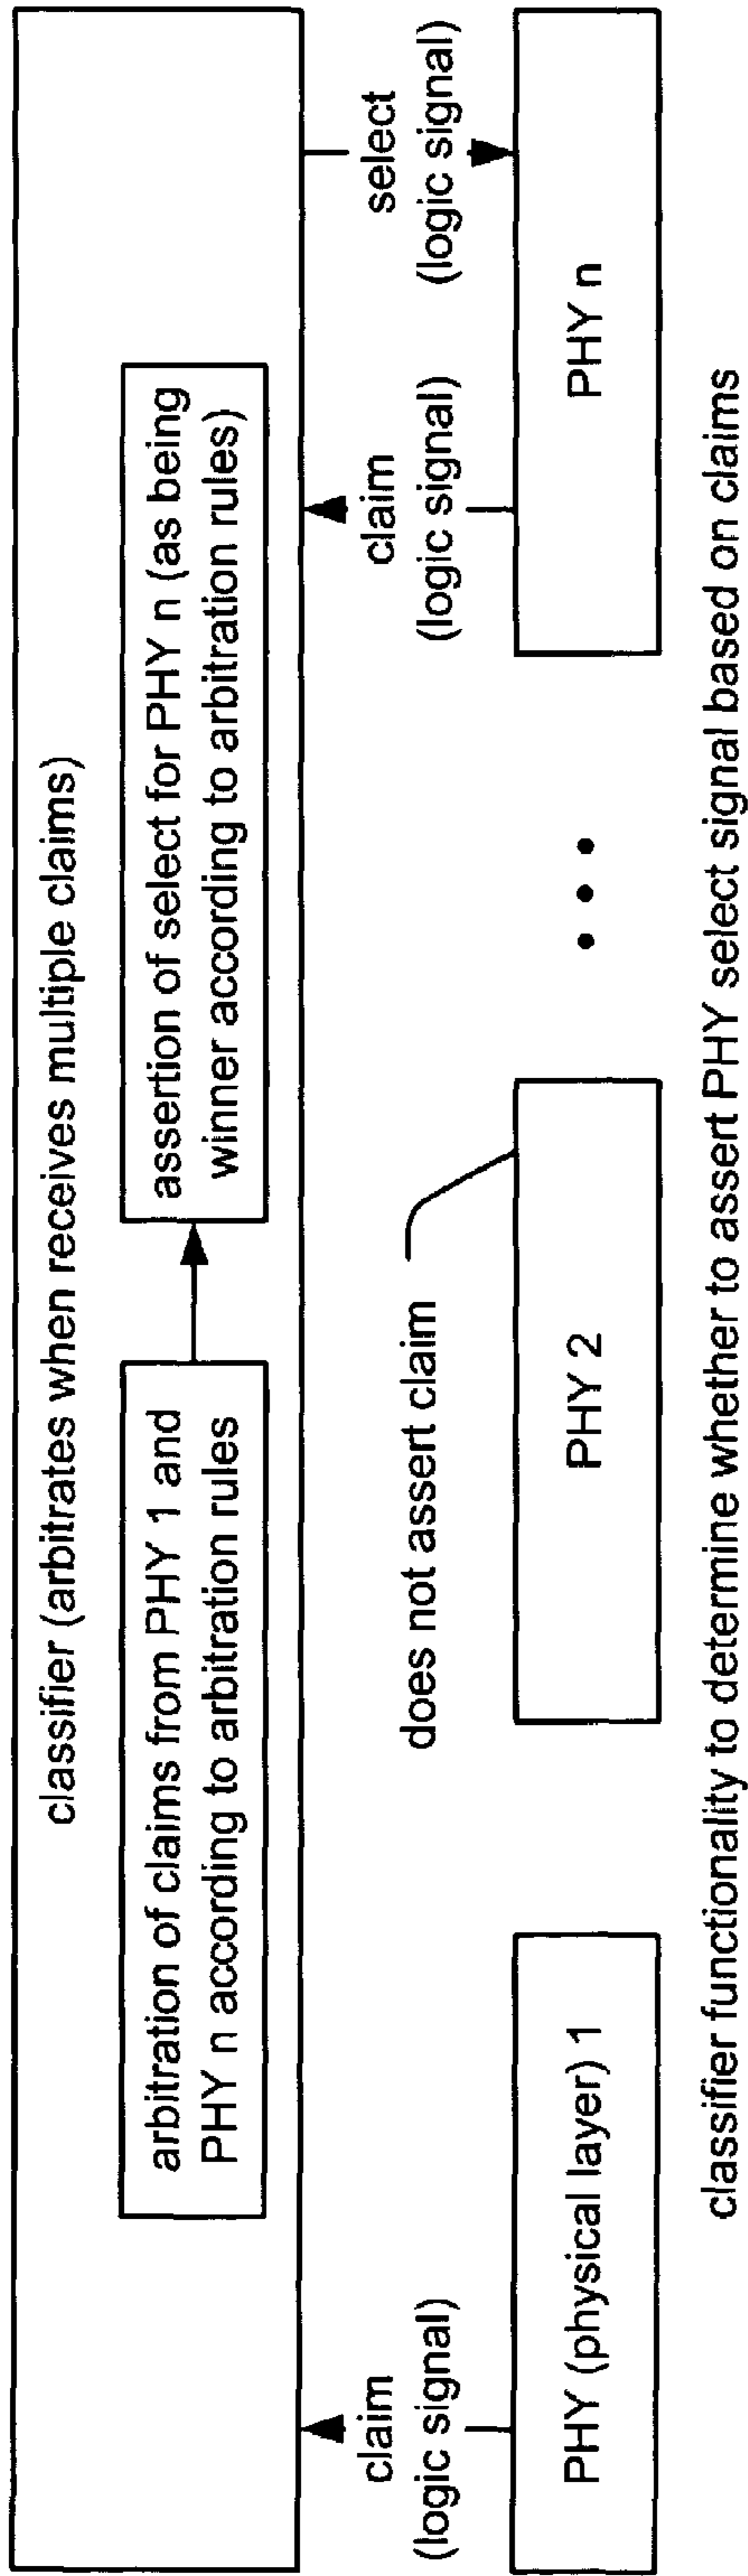 classifier (arbitrates when receives multiple claims)
arbitration of claims from PHY 1 and
PHY n according to arbitration rules
assertion of select for PHY n (as being
winner according to arbitration rules)
claim
(logic signal)
does not assert claim
claim
(logic signal)
select
(logic signal)
PHY (physical layer) 1
PHY 2
PHY n
classifier functionality to determine whether to assert PHY select signal based on claims